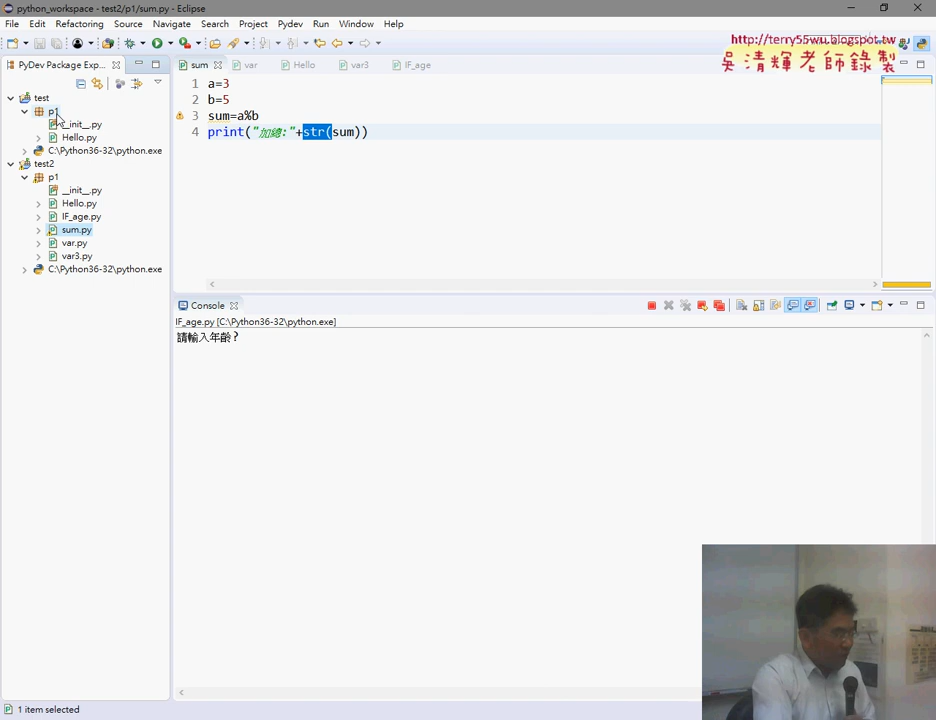 python_workspace - test2/p1/sum.py - Eclipse
File Edit Refactoring Source Navigate Search Project Pydev Run Window Help
http://terry55wu.blogspot.tw
吳清輝老師錄製
PyDev Package Exp...
sum var Hello var3 IF_age
test
p1
__init__.py
Hello.py
C:\Python36-32\python.exe
test2
p1
__init__.py
Hello.py
IF_age.py
sum.py
var.py
var3.py
C:\Python36-32\python.exe
1 a=3
2 b=5
3 sum=a%b
4 print("加總:"+str(sum))
Console
IF_age.py [C:\Python36-32\python.exe]
請輸入年齡?
1 item selected